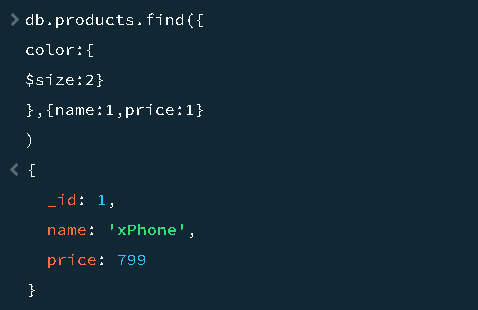 > db.products.find({
color:{
$size:2}
},{name:1,price:1}
)
< {
_id: 1,
name: 'xPhone',
price: 799
}